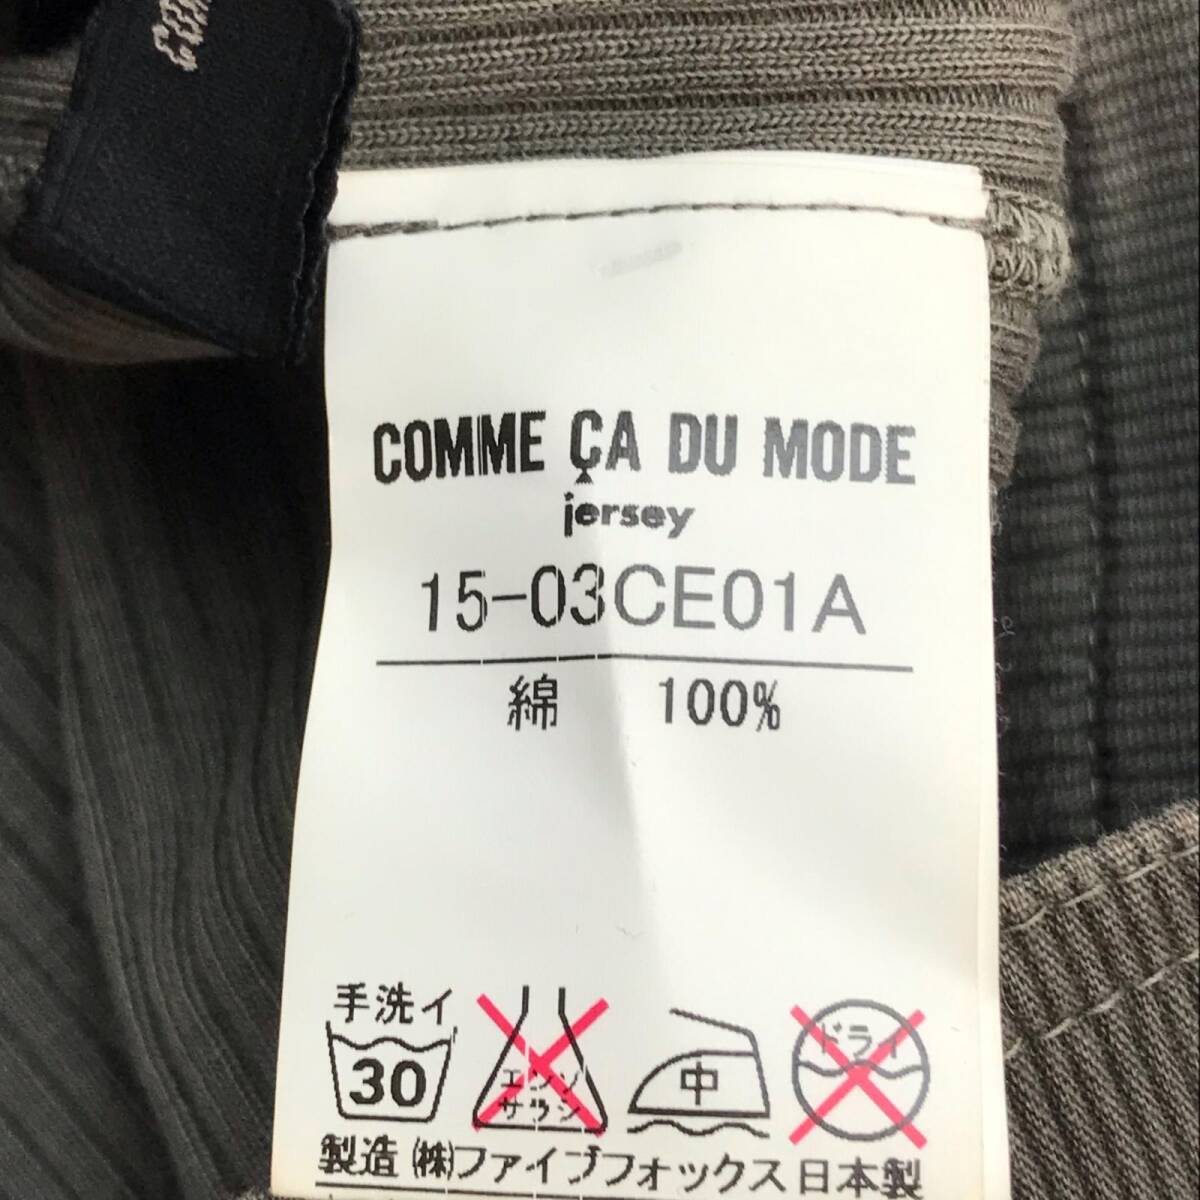 COMME ÇA DU MODE
jersey
15-03CE01A
綿 100%
手洗イ
30
エンソ
サラシ
中
ドライ
製造 (株)ファイブフォックス 日本製